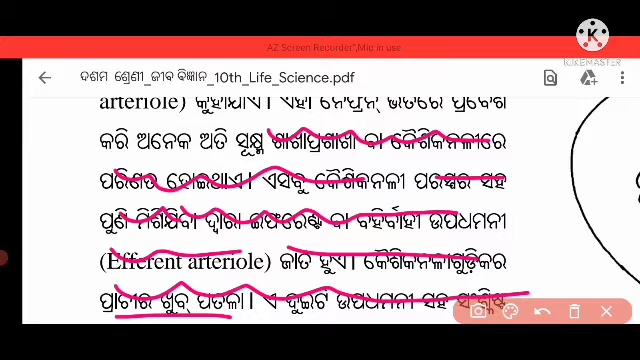 "AZ Screen Recorder",Mic in use
K
KINEMASTER
ଦଶମ ଶ୍ରେଣୀ_ଜୀବ ବିଜ୍ଞାନ_10th_Life_Science.pdf
arteriole) କୁହାଯାଏ। ଏହା ନେଫ୍ରନ୍ ଭିତରେ ପ୍ରବେଶ
କରି ଅନେକ ଅତି ସୂକ୍ଷ୍ମ ଶାଖାପ୍ରଶାଖା ବା କୈଶିକନଳୀରେ
ପରିଣତ ହୋଇଥାଏ। ଏସବୁ କୈଶିକନଳୀ ପରସ୍ପର ସହ
ପୁଣି ମିଶିଯିବା ଦ୍ୱାରା ଇଫରେଣ୍ଟ ବା ବହିର୍ବାହୀ ଉପଧମନୀ
(Efferent arteriole) ଜାତ ହୁଏ। କୈଶିକନଳୀଗୁଡ଼ିକର
ପ୍ରାଚୀର ଖୁବ୍ ପତଳା। ଏ ଦୁଇଟି ଉପଧମନୀ ସହ